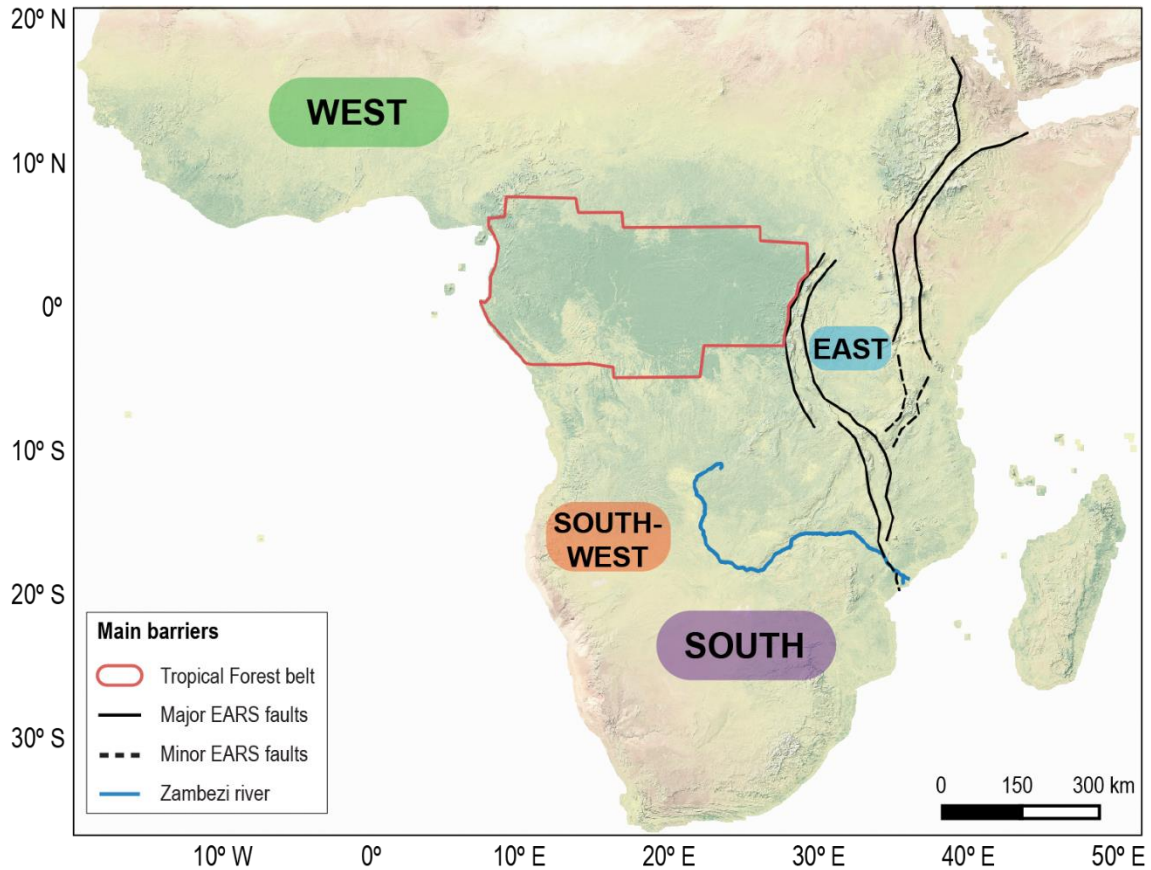 20º N
10º N
0º
10º S
20º S
30º S
WEST
EAST
SOUTH-
WEST
SOUTH
Main barriers
Tropical Forest belt
Major EARS faults
Minor EARS faults
Zambezi river
0 150 300 km
10º W 0º 10º E 20º E 30º E 40º E 50º E